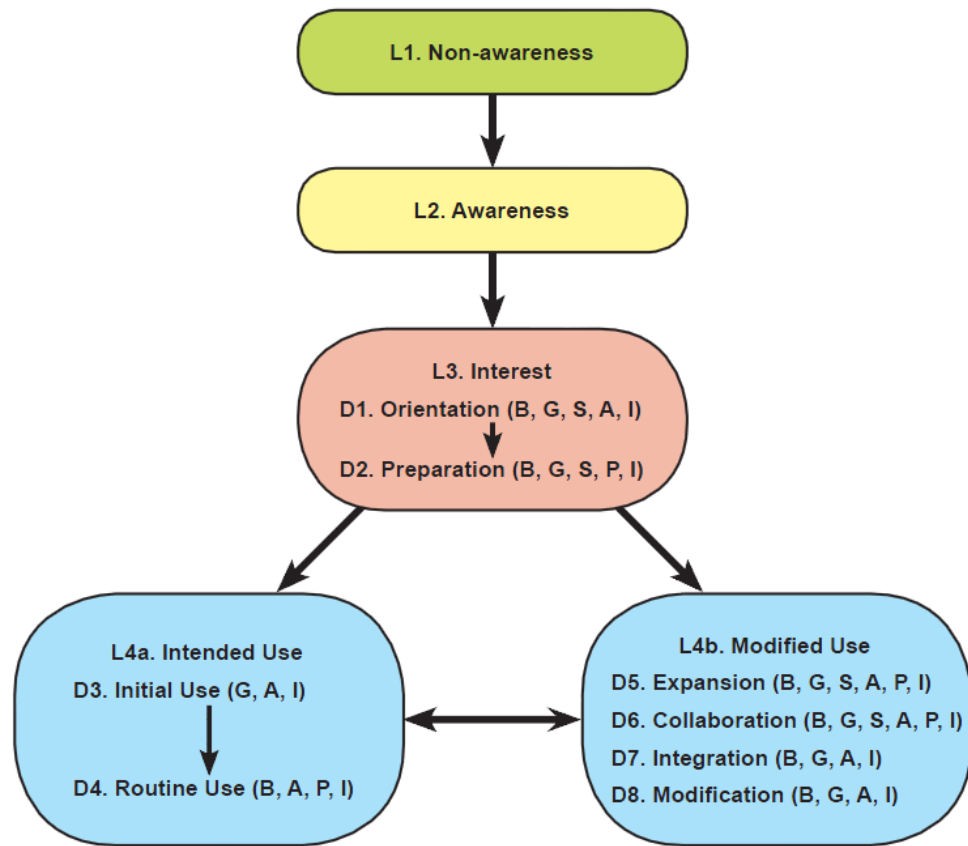 L1. Non-awareness
L2. Awareness
L3. Interest
D1. Orientation (B, G, S, A, I)
D2. Preparation (B, G, S, P, I)
L4a. Intended Use
D3. Initial Use (G, A, I)
D4. Routine Use (B, A, P, I)
L4b. Modified Use
D5. Expansion (B, G, S, A, P, I)
D6. Collaboration (B, G, S, A, P, I)
D7. Integration (B, G, A, I)
D8. Modification (B, G, A, I)